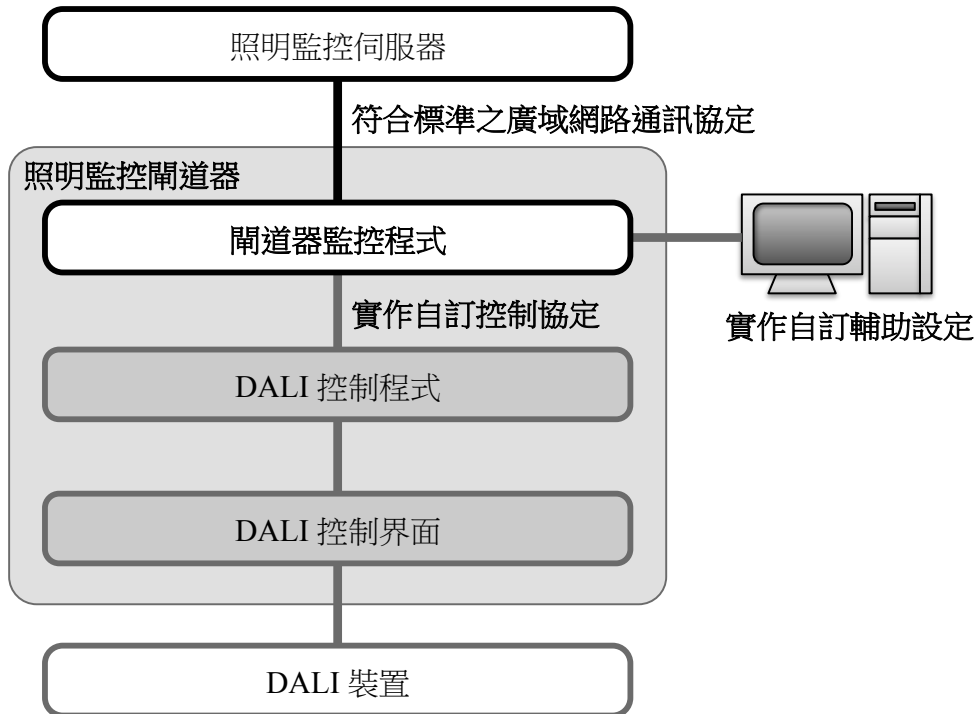 照明監控伺服器
符合標準之廣域網路通訊協定
照明監控閘道器
閘道器監控程式
實作自訂控制協定
實作自訂輔助設定
DALI 控制程式
DALI 控制界面
DALI 裝置